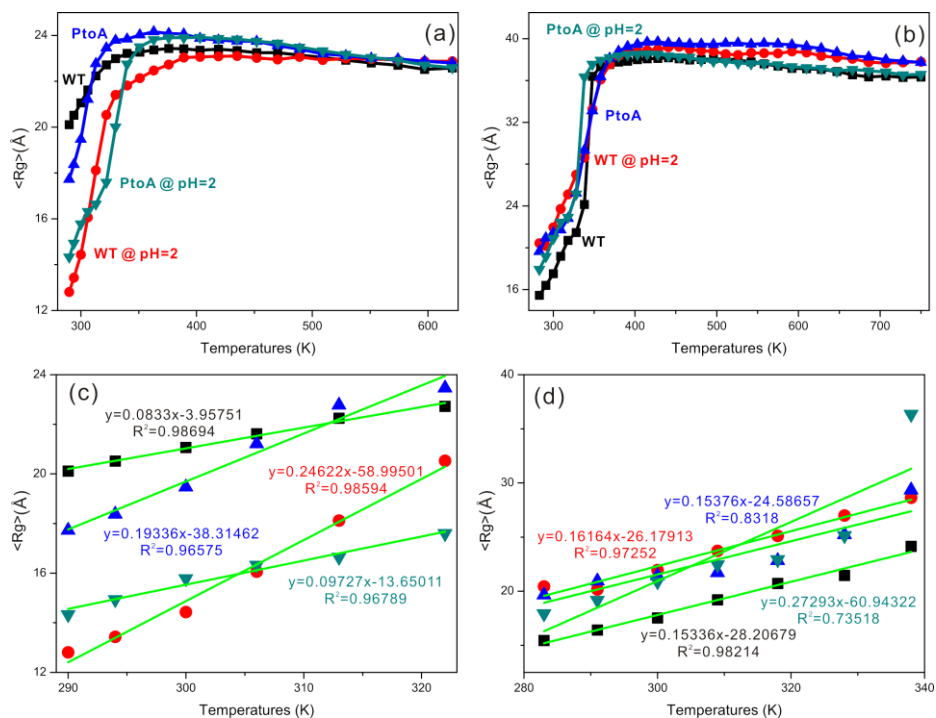 (a)
PtoA
WT
PtoA @ pH=2
WT @ pH=2
<Rg>(Å)
24
20
16
12
300
400
500
600
Temperatures (K)
(b)
PtoA @ pH=2
PtoA
WT @ pH=2
WT
<Rg>(Å)
40
32
24
16
300
400
500
600
700
Temperatures (K)
(c)
y=0.0833x-3.95751
R²=0.98694
y=0.24622x-58.99501
R²=0.98594
y=0.19336x-38.31462
R²=0.96575
y=0.09727x-13.65011
R²=0.96789
<Rg>(Å)
24
20
16
12
290
300
310
320
Temperatures (K)
(d)
y=0.15376x-24.58657
R²=0.8318
y=0.16164x-26.17913
R²=0.97252
y=0.27293x-60.94322
R²=0.73518
y=0.15336x-28.20679
R²=0.98214
<Rg>(Å)
40
30
20
280
290
300
310
320
330
340
Temperatures (K)